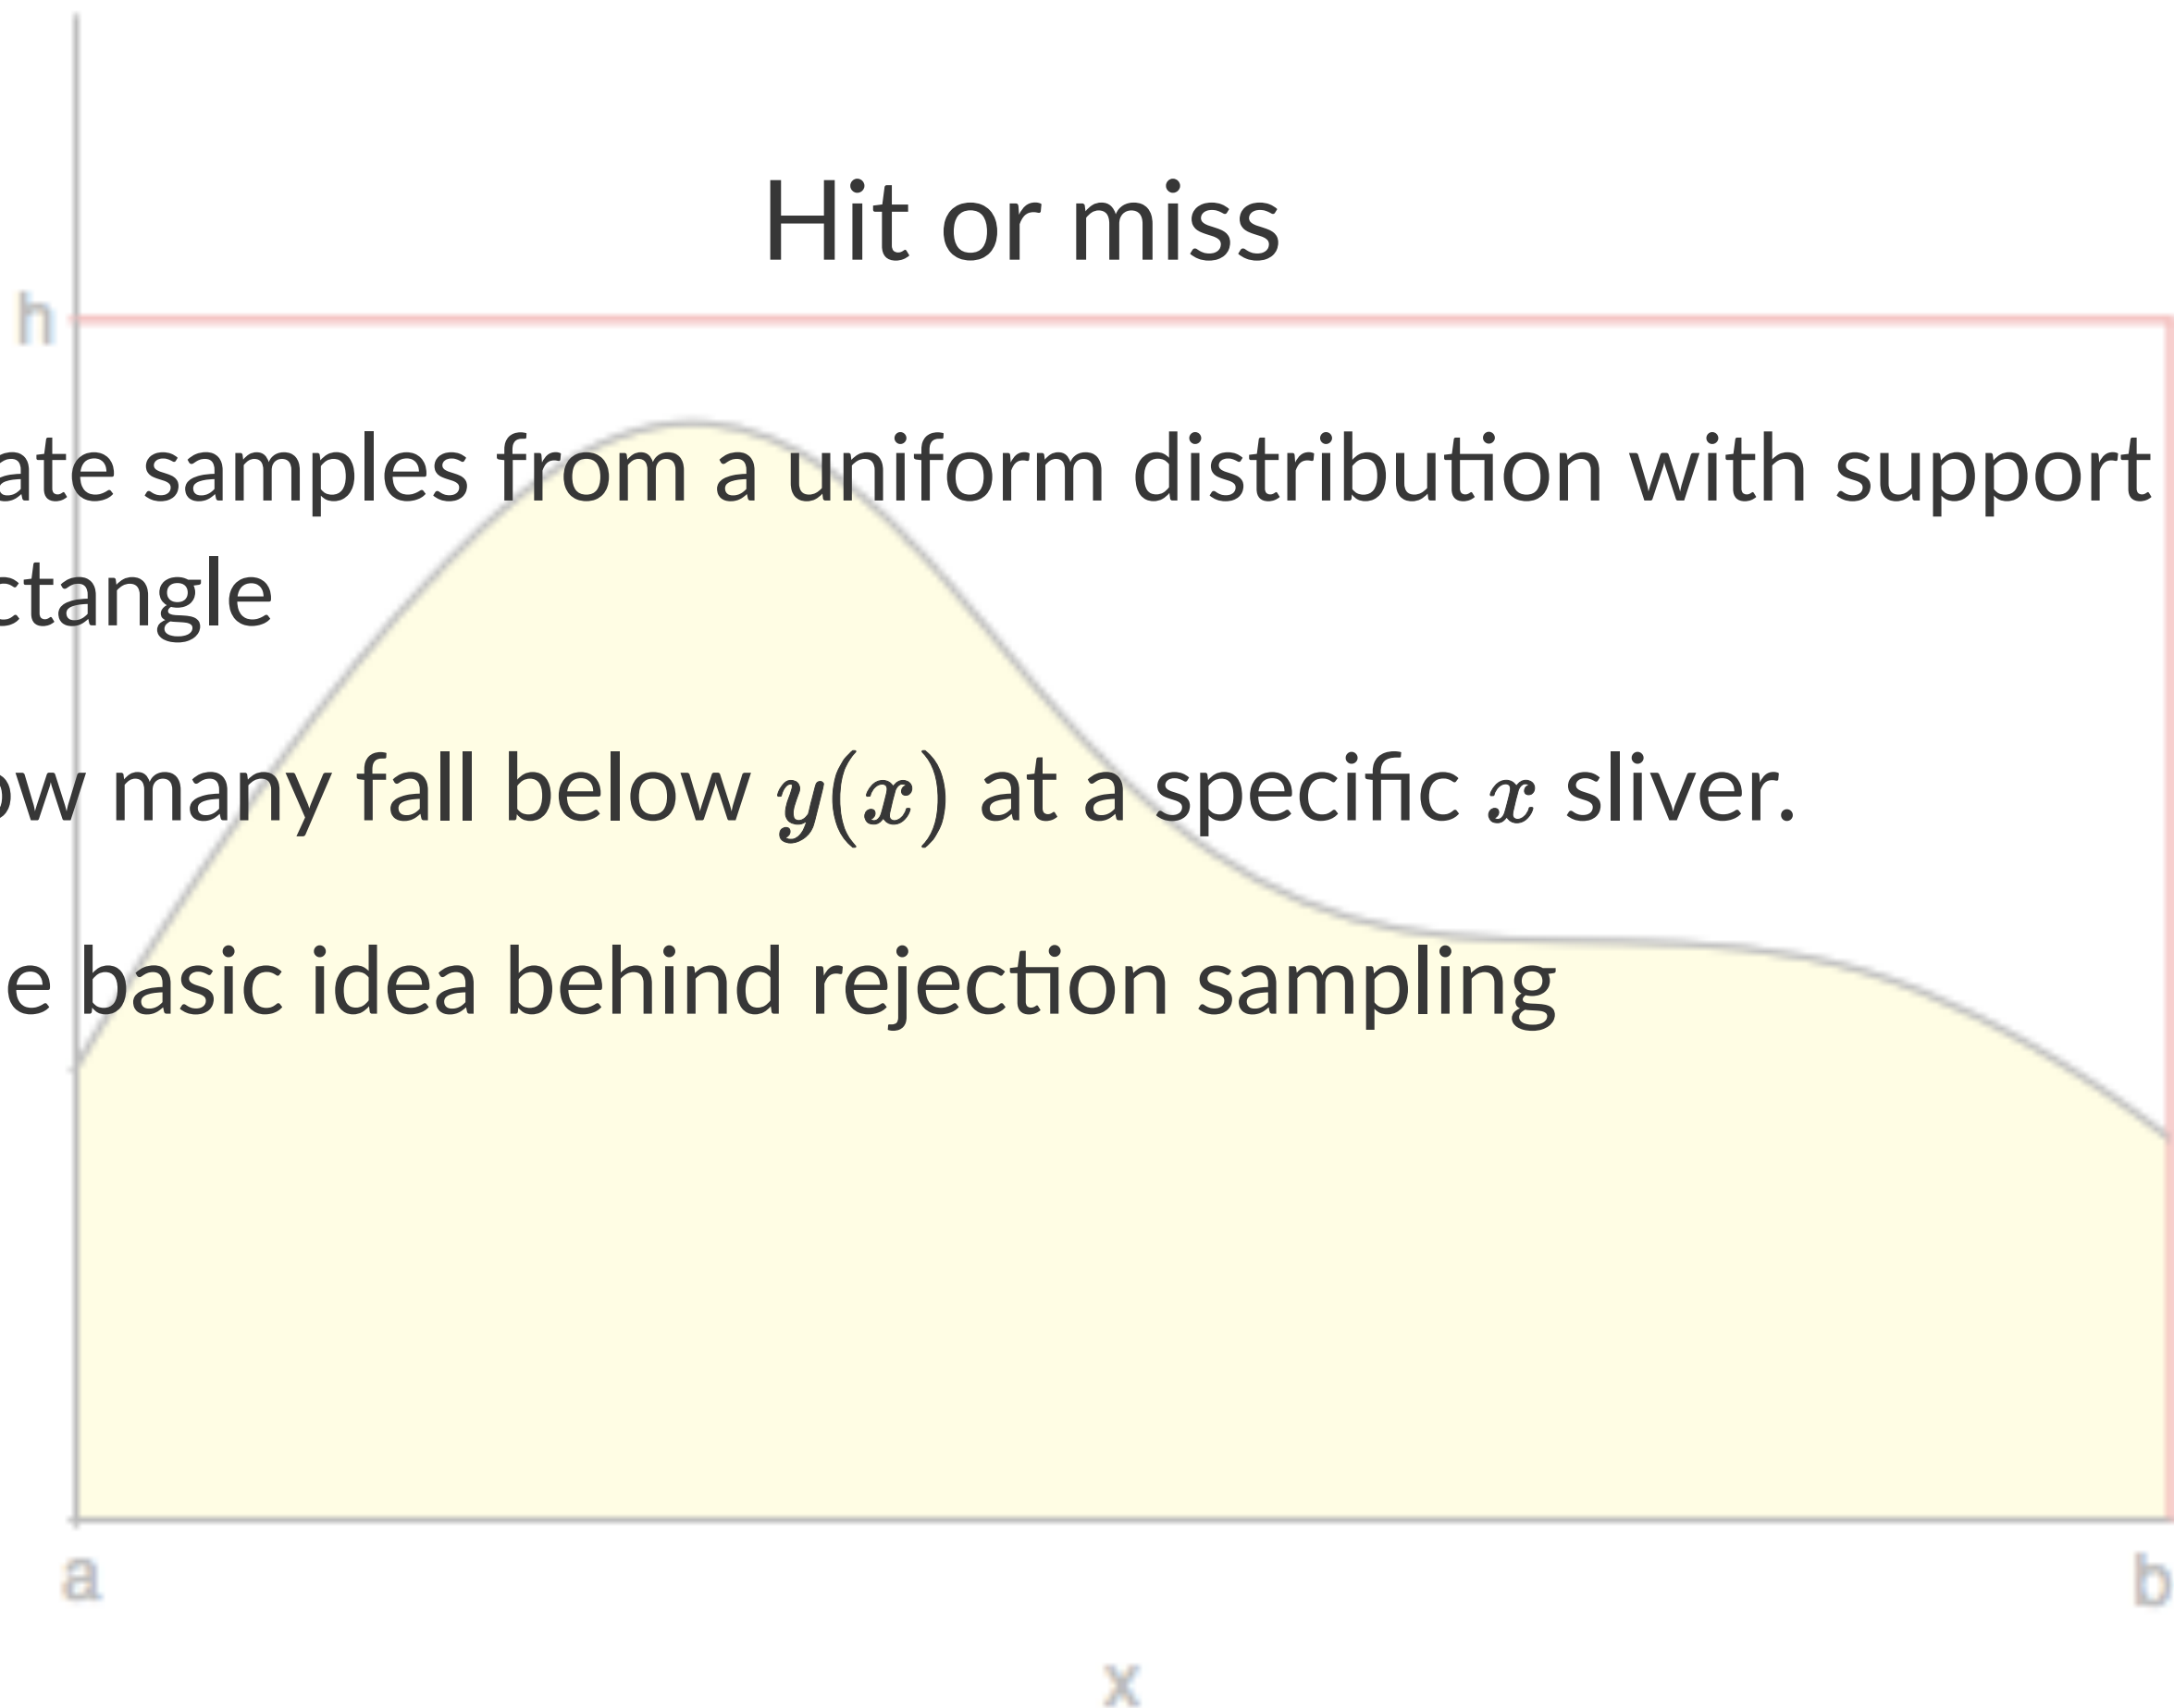 Hit or miss
h
ate samples from a uniform distribution with support
ctangle
ow many fall below y(x) at a specific x sliver.
e basic idea behind rejection sampling
a b
x